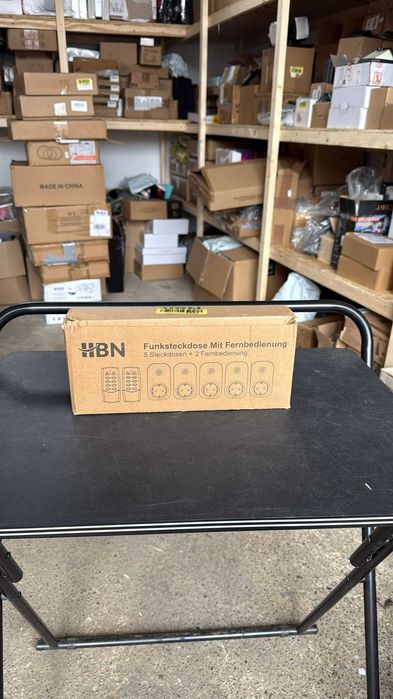 MADE IN CHINA
HBN
Funksteckdose Mit Fernbedienung
5 Steckdosen + 2 Fernbedienung